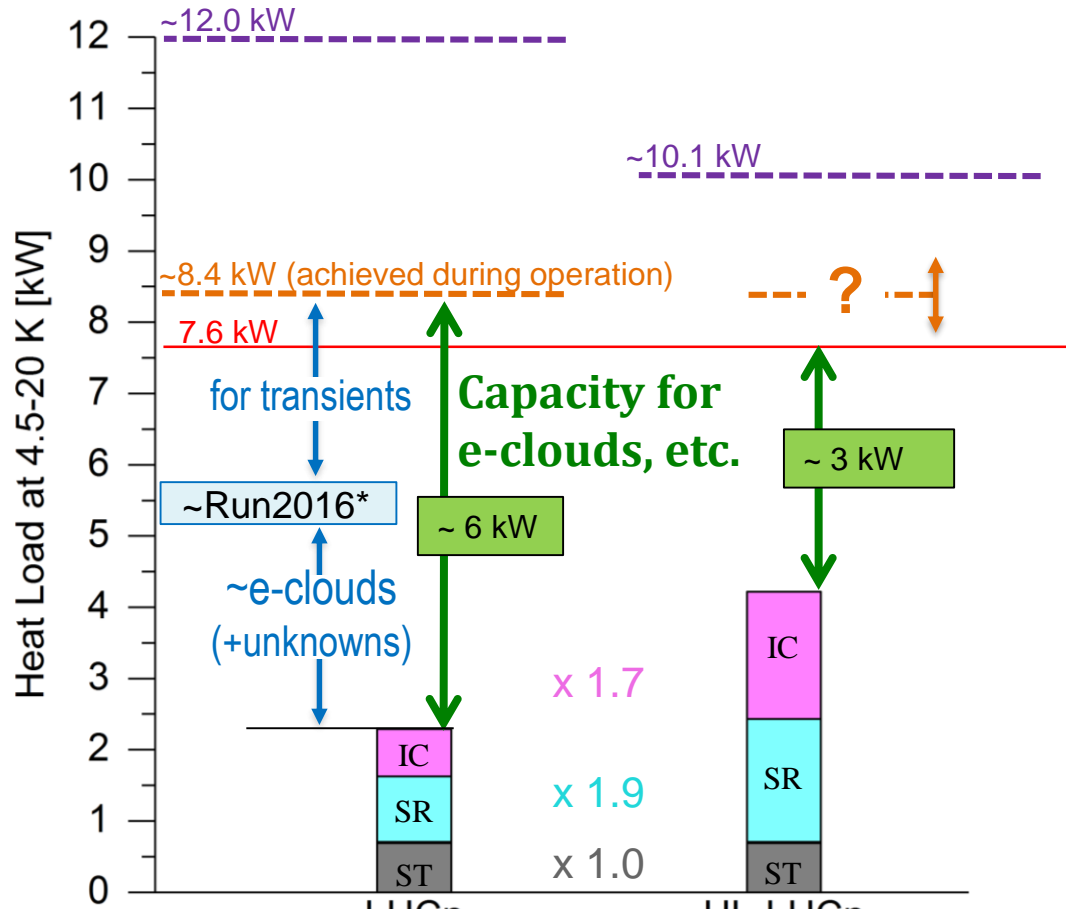 ~12.0 kW
12
11
10
9
8
7
6
5
4
3
2
1
0
Heat Load at 4.5-20 K [kW]
~10.1 kW
~8.4 kW (achieved during operation)
?
7.6 kW
for transients
Capacity for
e-clouds, etc.
~ 3 kW
~Run2016*
~ 6 kW
~e-clouds
(+unknowns)
x 1.7
x 1.9
x 1.0
IC
SR
ST
IC
SR
ST